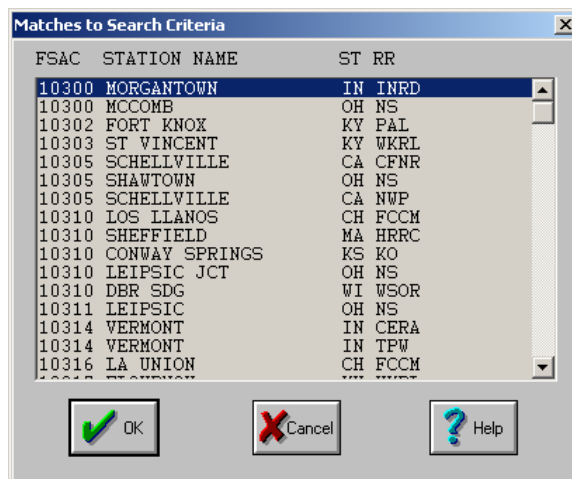 Matches to Search Criteria
FSAC STATION NAME ST RR
10300 MORGANTOWN IN INRD
10300 MCCOMB OH NS
10302 FORT KNOX KY PAL
10303 ST VINCENT KY WKRL
10305 SCHELLVILLE CA CFNR
10305 SHAWTOWN OH NS
10305 SCHELLVILLE CA NWP
10310 LOS LLANOS CH FCCM
10310 SHEFFIELD MA HRRC
10310 CONWAY SPRINGS KS KO
10310 LEIPSIC JCT OH NS
10310 DBR SDG WI WSOR
10311 LEIPSIC OH NS
10314 VERMONT IN CERA
10314 VERMONT IN TPW
10316 LA UNION CH FCCM
OK Cancel Help